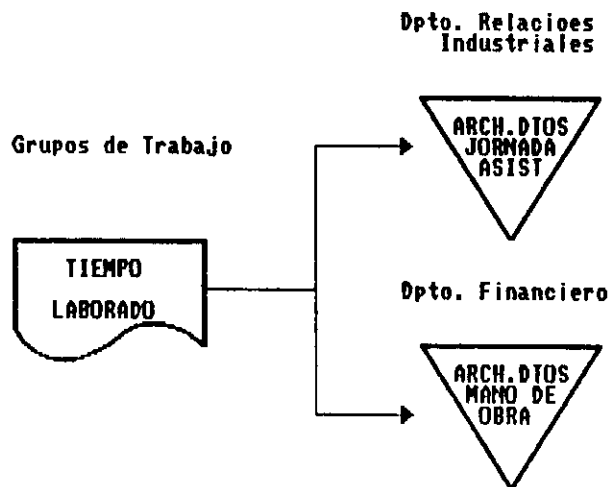 Dpto. Relacioes
Industriales
ARCH.DTOS
JORNADA
ASIST
Grupos de Trabajo
TIEMPO
LABORADO
Dpto. Financiero
ARCH.DTOS
MANO DE
OBRA